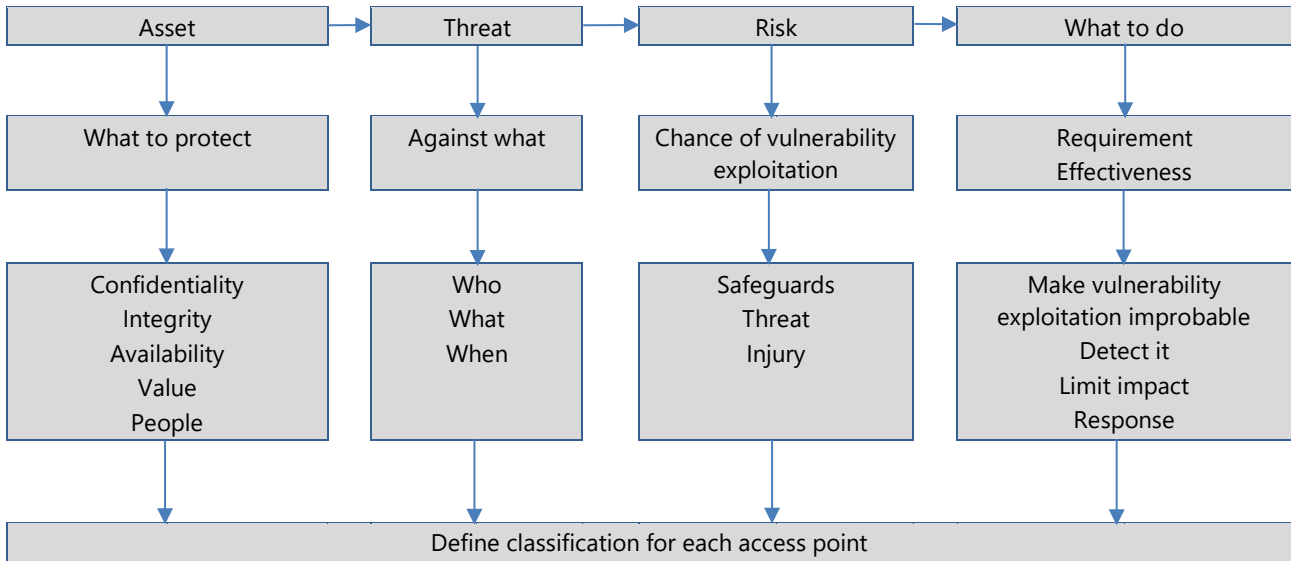 Asset
Threat
Risk
What to do
What to protect
Against what
Chance of vulnerability
exploitation
Requirement
Effectiveness
Confidentiality
Integrity
Availability
Value
People
Who
What
When
Safeguards
Threat
Injury
Make vulnerability
exploitation improbable
Detect it
Limit impact
Response
Define classification for each access point